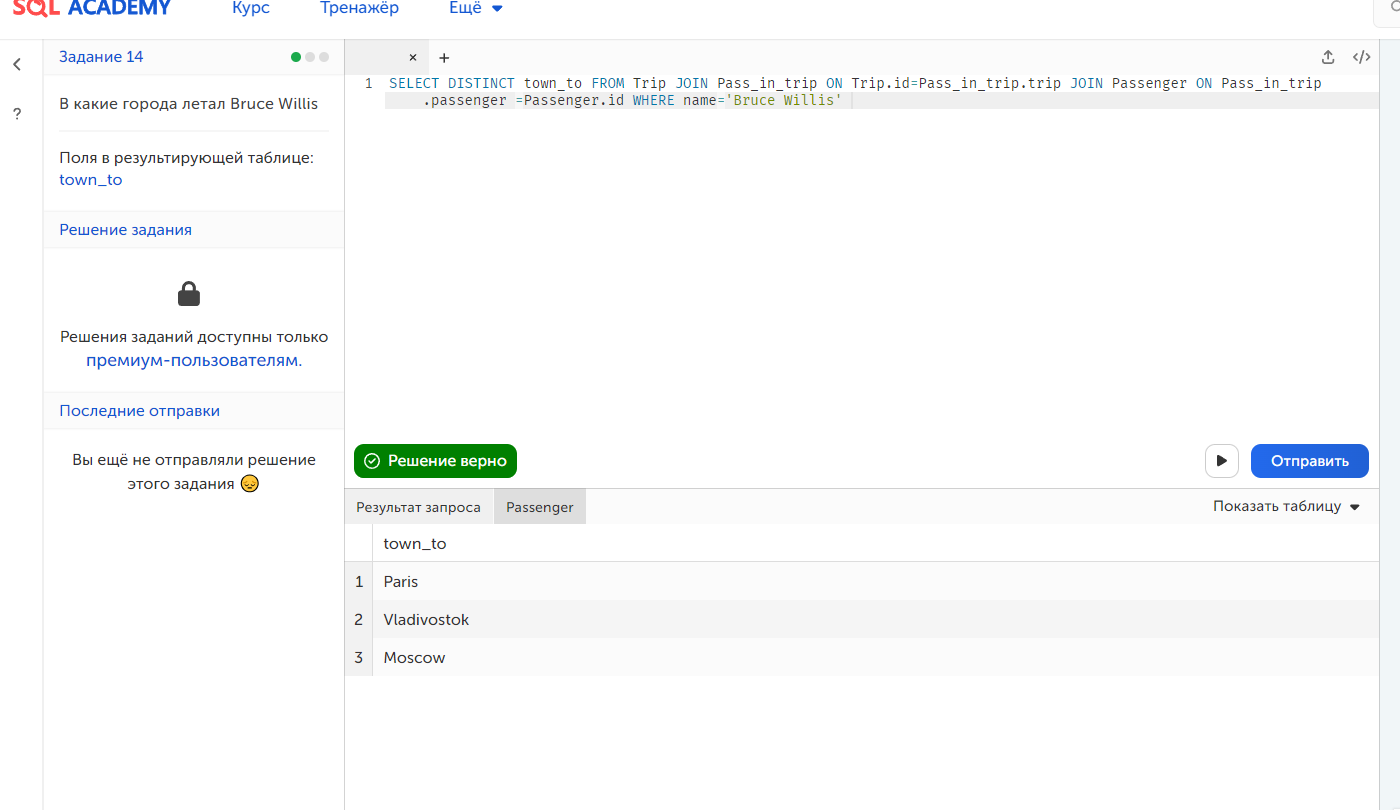 SQL ACADEMY
Курс
Тренажёр
Ещё
Задание 14
В какие города летал Bruce Willis
Поля в результирующей таблице:
town_to
Решение задания
Решения заданий доступны только
премиум-пользователям.
Последние отправки
Вы ещё не отправляли решение
этого задания 😔
?
× +
</>
1 SELECT DISTINCT town_to FROM Trip JOIN Pass_in_trip ON Trip.id=Pass_in_trip.trip JOIN Passenger ON Pass_in_trip
.passenger =Passenger.id WHERE name='Bruce Willis'
Решение верно
Отправить
Результат запроса
Passenger
Показать таблицу
town_to
1 Paris
2 Vladivostok
3 Moscow